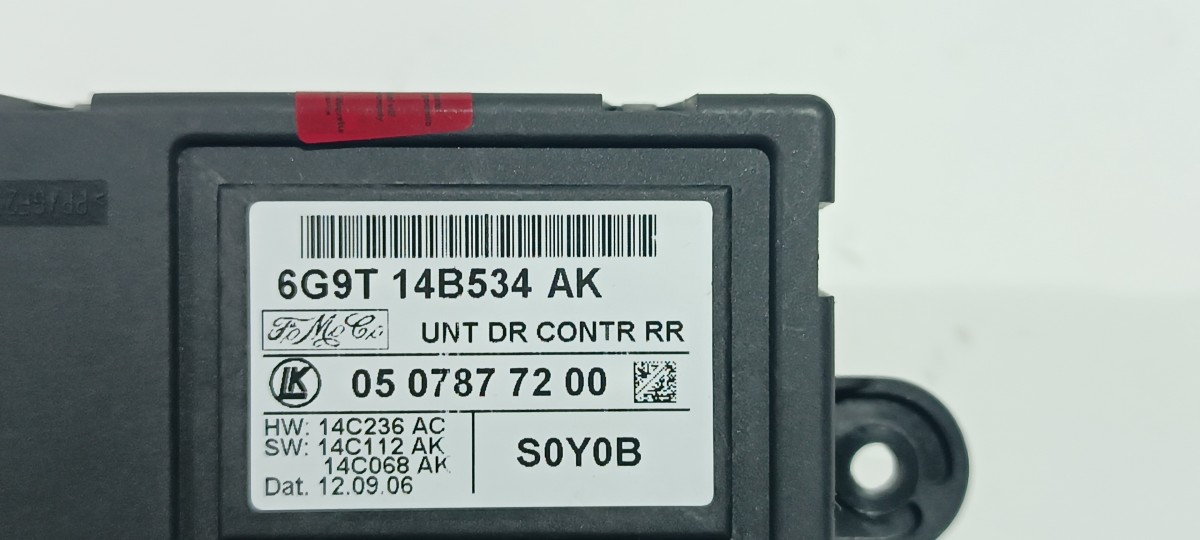 6G9T 14B534 AK
FoMoCo
UNT DR CONTR RR
LK 05 0787 72 00
HW: 14C236 AC
SW: 14C112 AK
14C068 AK
Dat. 12.09.06
S0Y0B